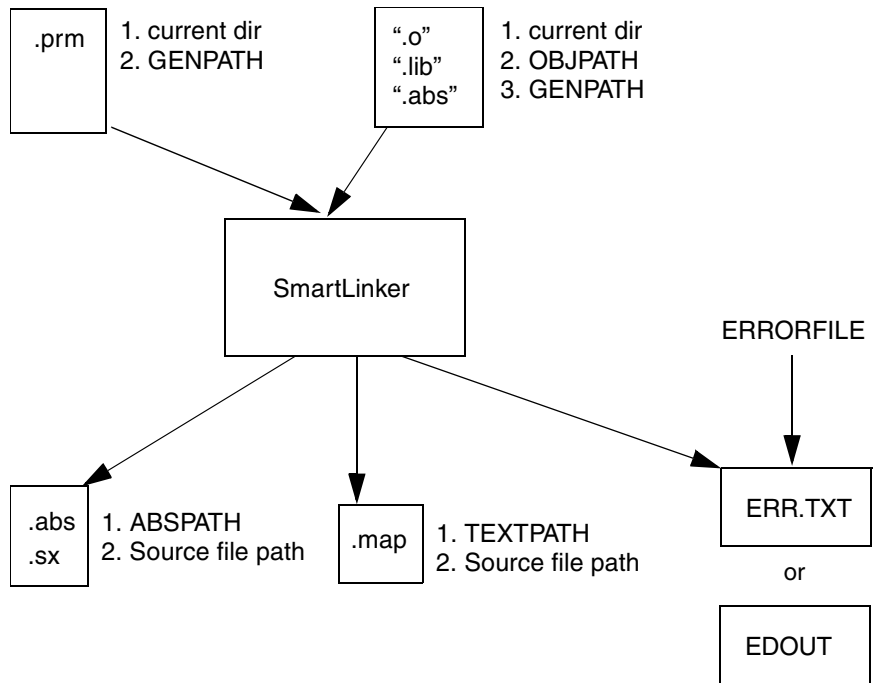 .prm
1. current dir
2. GENPATH
“.o”
“.lib”
“.abs”
1. current dir
2. OBJPATH
3. GENPATH
SmartLinker
ERRORFILE
.abs
.sx
1. ABSPATH
2. Source file path
.map
1. TEXTPATH
2. Source file path
ERR.TXT
or
EDOUT